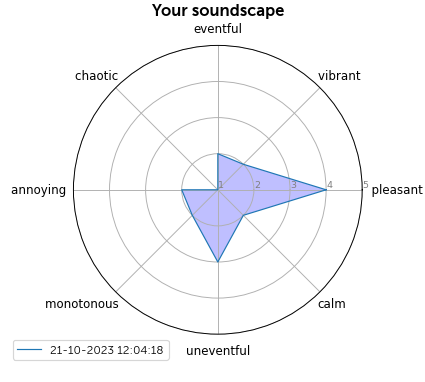 Your soundscape
eventful
chaotic
vibrant
annoying
1 2 3 4 5
pleasant
monotonous
calm
21-10-2023 12:04:18
uneventful